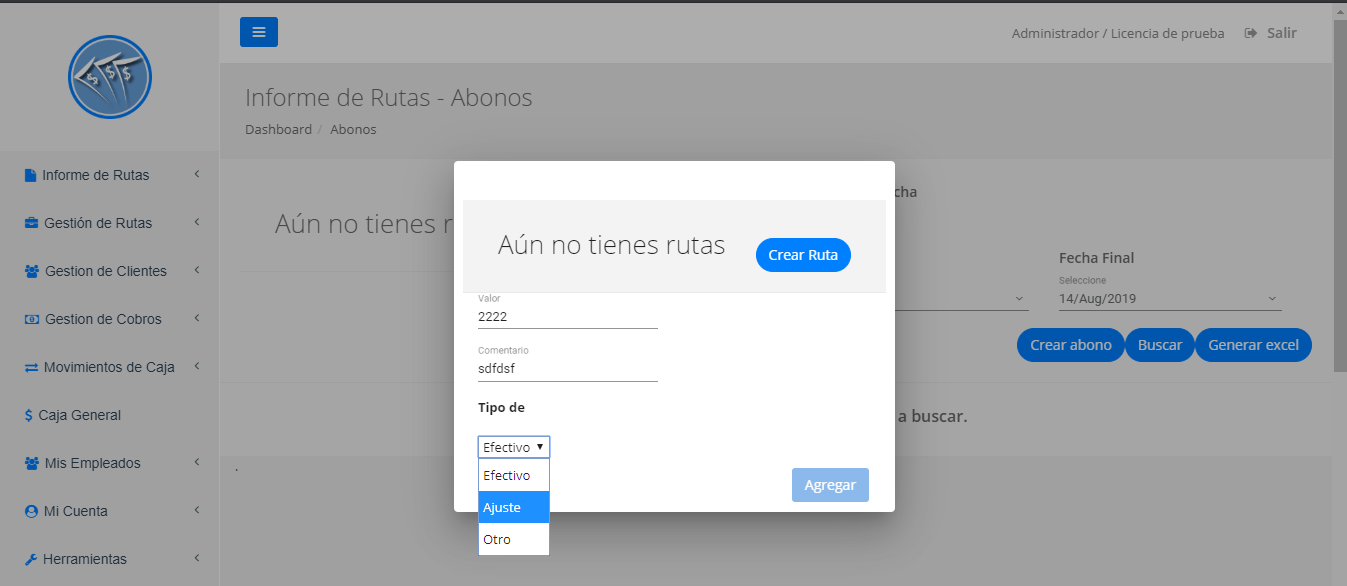 Administrador / Licencia de prueba
Salir
Informe de Rutas - Abonos
Dashboard / Abonos
Informe de Rutas
Gestión de Rutas
Gestion de Clientes
Gestion de Cobros
Movimientos de Caja
$ Caja General
Mis Empleados
Mi Cuenta
Herramientas
Aún no tienes r
cha
Fecha Final
Seleccione
14/Aug/2019
Crear abono
Buscar
Generar excel
a buscar.
.
Aún no tienes rutas
Crear Ruta
Valor
2222
Comentario
sdfdsf
Tipo de
Efectivo
Efectivo
Ajuste
Otro
Agregar